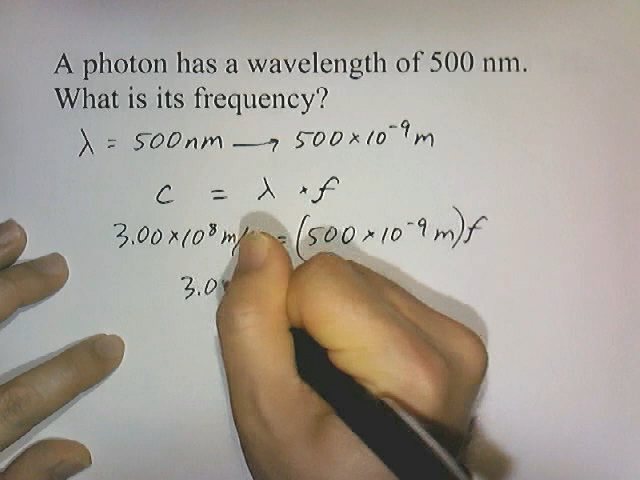 A photon has a wavelength of 500 nm.
What is its frequency?
λ = 500nm → 500×10⁻⁹m
c = λ · f
3.00×10⁸ m/ = (500×10⁻⁹ m)f
3.0